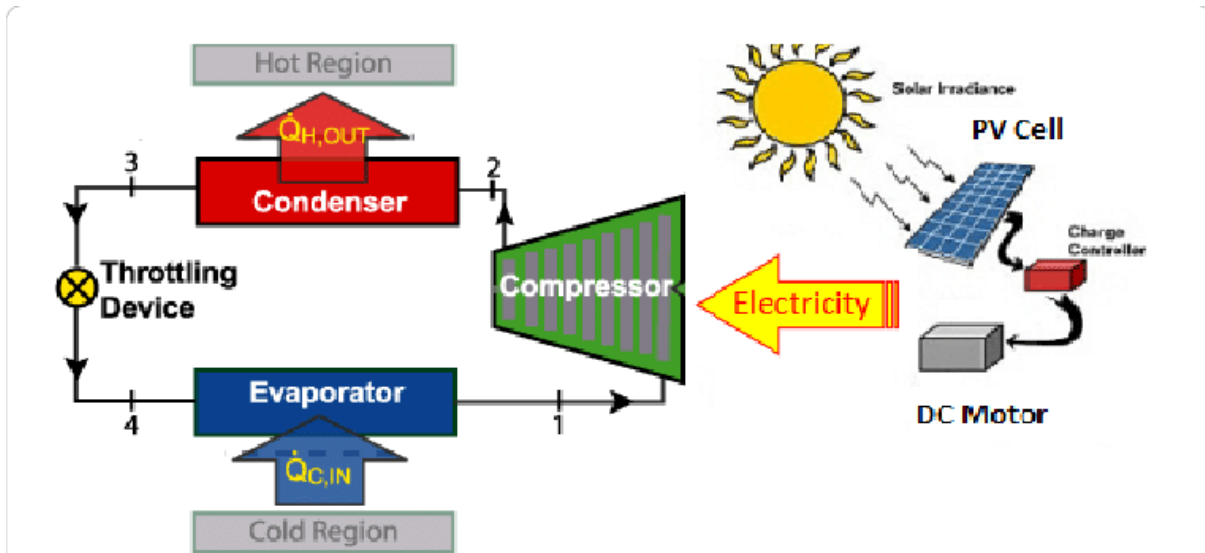 Hot Region
Q̇H,OUT
3
2
Condenser
Throttling
Device
Compressor
Evaporator
4
1
Q̇C,IN
Cold Region
Electricity
Solar Irradiance
PV Cell
Charge
Controller
DC Motor